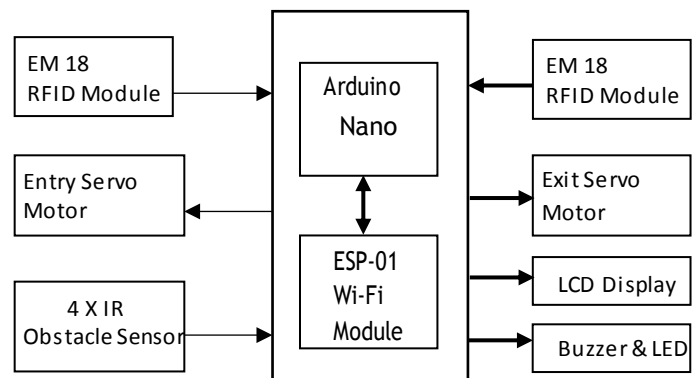 EM 18
RFID Module
Entry Servo
Motor
4 X IR
Obstacle Sensor
Arduino
Nano
ESP-01
Wi-Fi
Module
EM 18
RFID Module
Exit Servo
Motor
LCD Display
Buzzer & LED